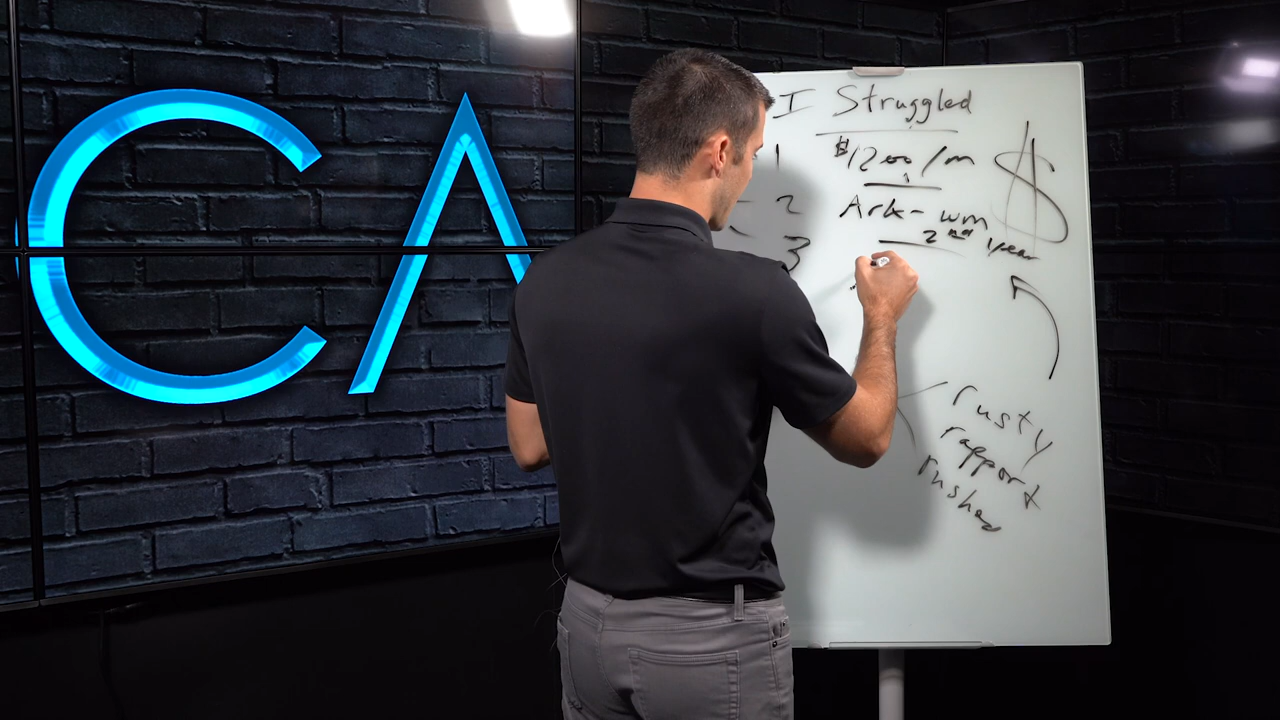 CA
I Struggled
1
$1200/m
$
- 2
Ark - wm
2nd year
3
rusty
rapport
rushed